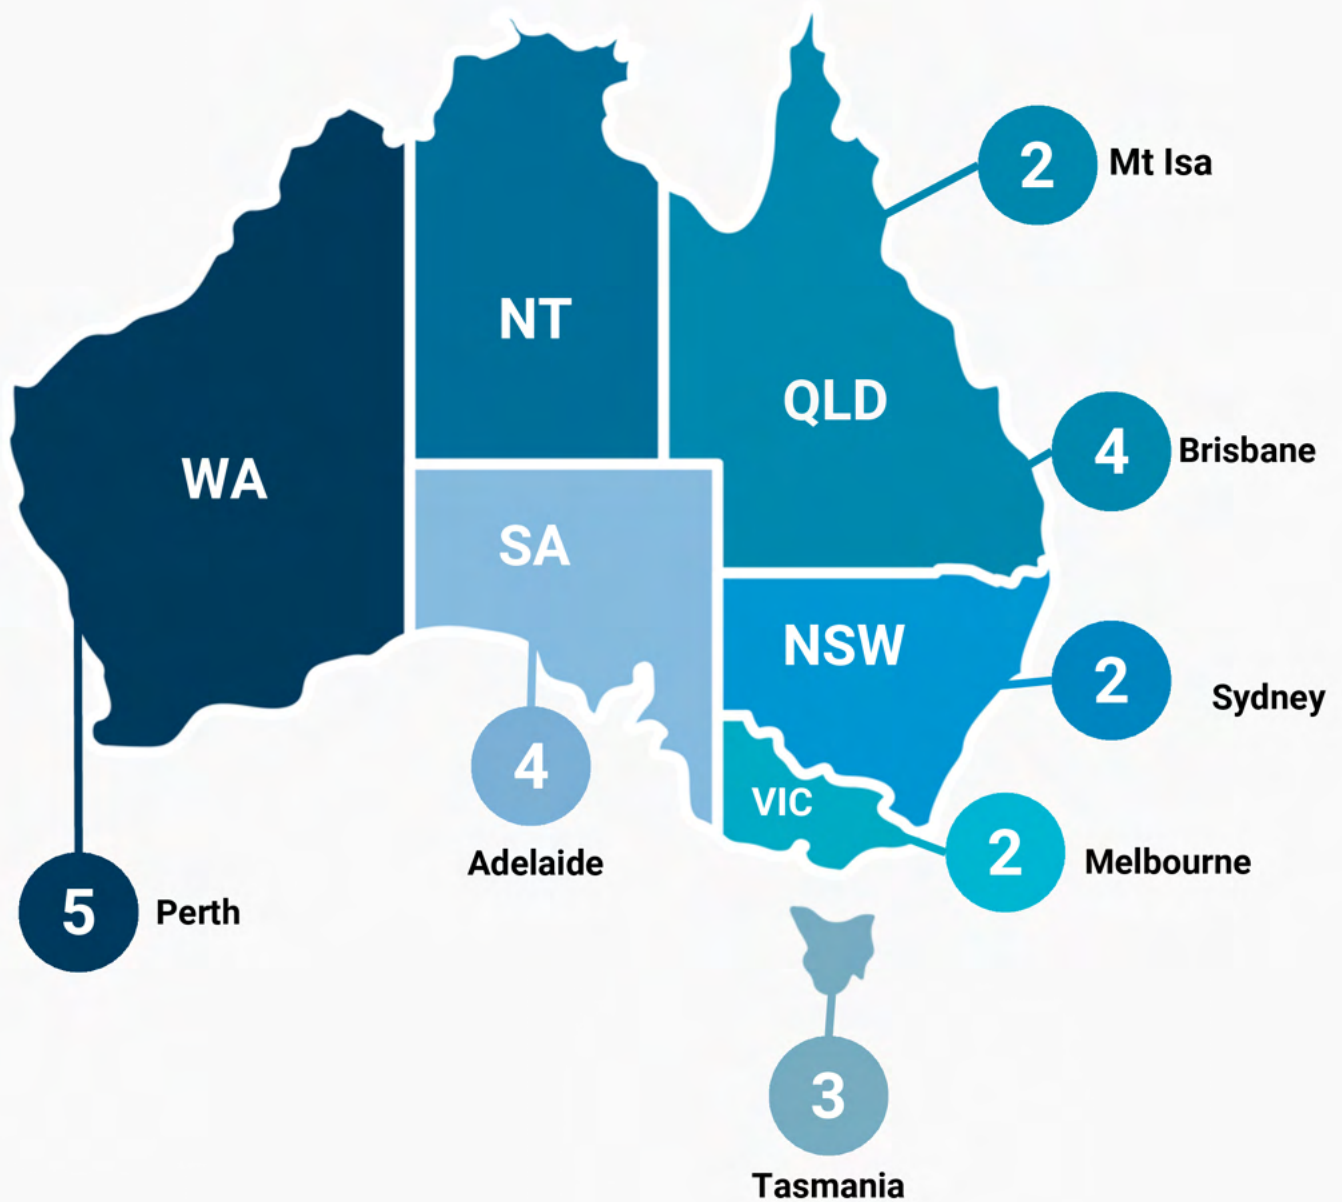 2 Mt Isa
NT
QLD
4 Brisbane
WA
SA
NSW
2 Sydney
4
VIC
2 Melbourne
Adelaide
5 Perth
3
Tasmania